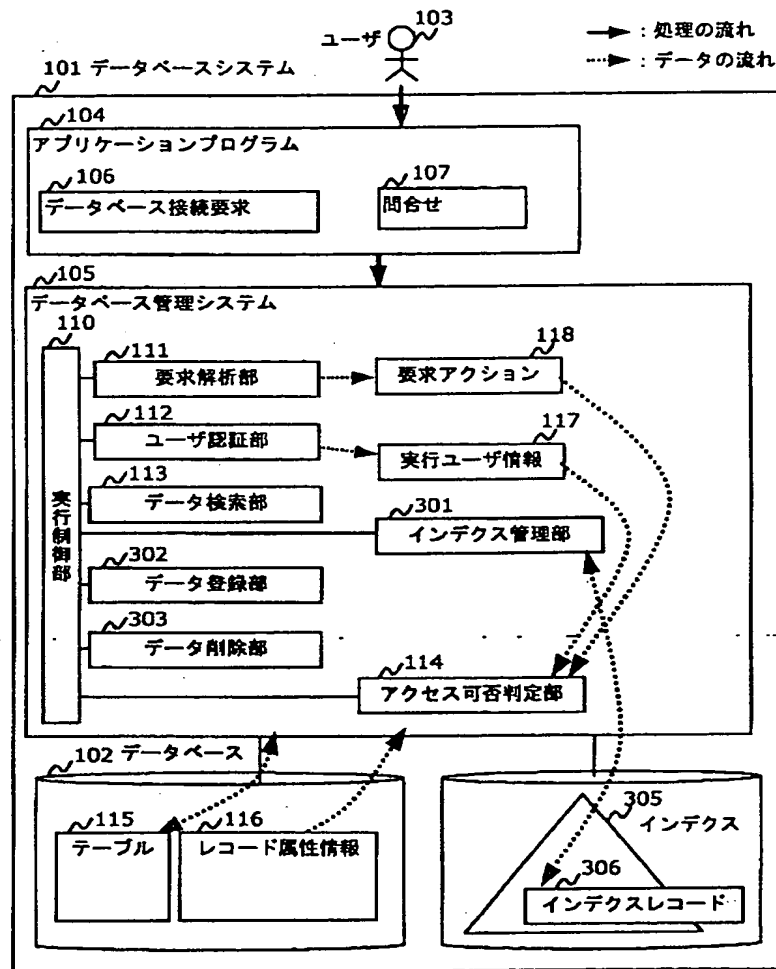 ユーザ 103
→ : 処理の流れ
101 データベースシステム
┈▶ : データの流れ
104
アプリケーションプログラム
106
データベース接続要求
107
問合せ
105
データベース管理システム
110
実行制御部
111
要求解析部
118
要求アクション
112
ユーザ認証部
117
実行ユーザ情報
113
データ検索部
301
インデクス管理部
302
データ登録部
303
データ削除部
114
アクセス可否判定部
102 データベース
115
テーブル
116
レコード属性情報
305
インデクス
306
インデクスレコード